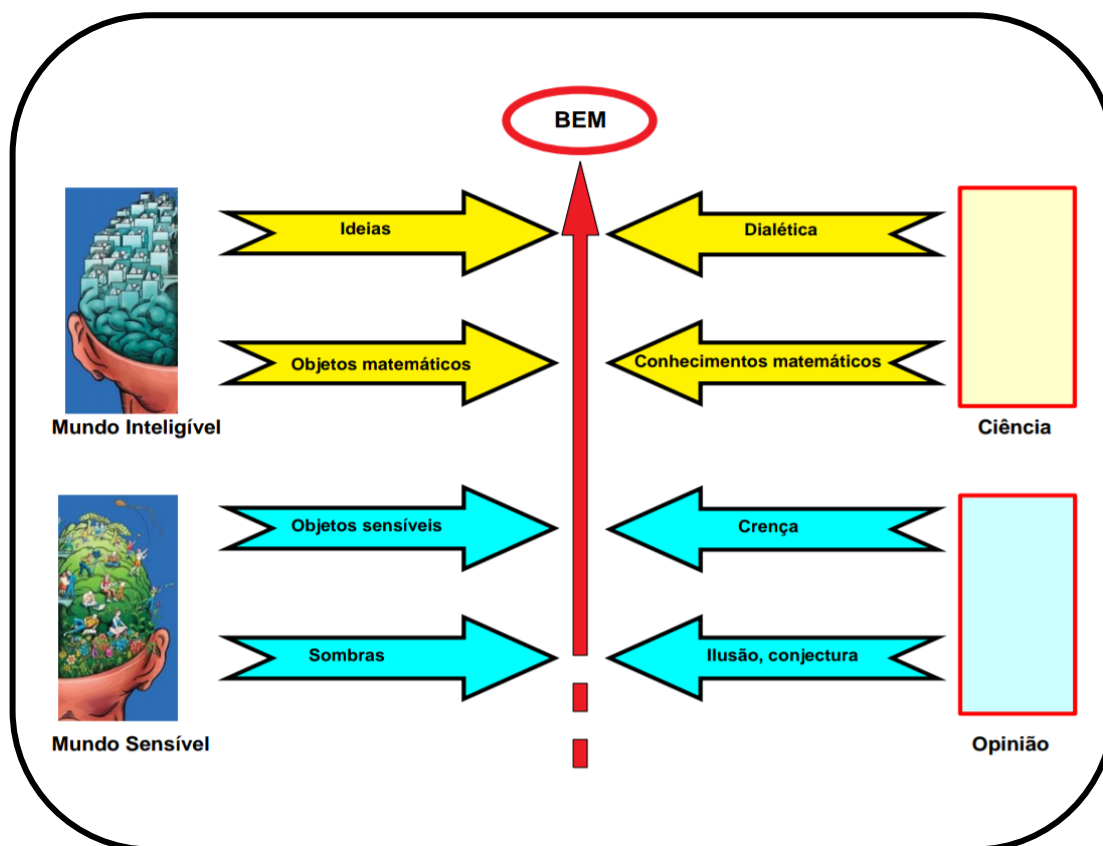 BEM
Ideias
Dialética
Objetos matemáticos
Conhecimentos matemáticos
Mundo Inteligível
Ciência
Objetos sensíveis
Crença
Sombras
Ilusão, conjectura
Mundo Sensível
Opinião